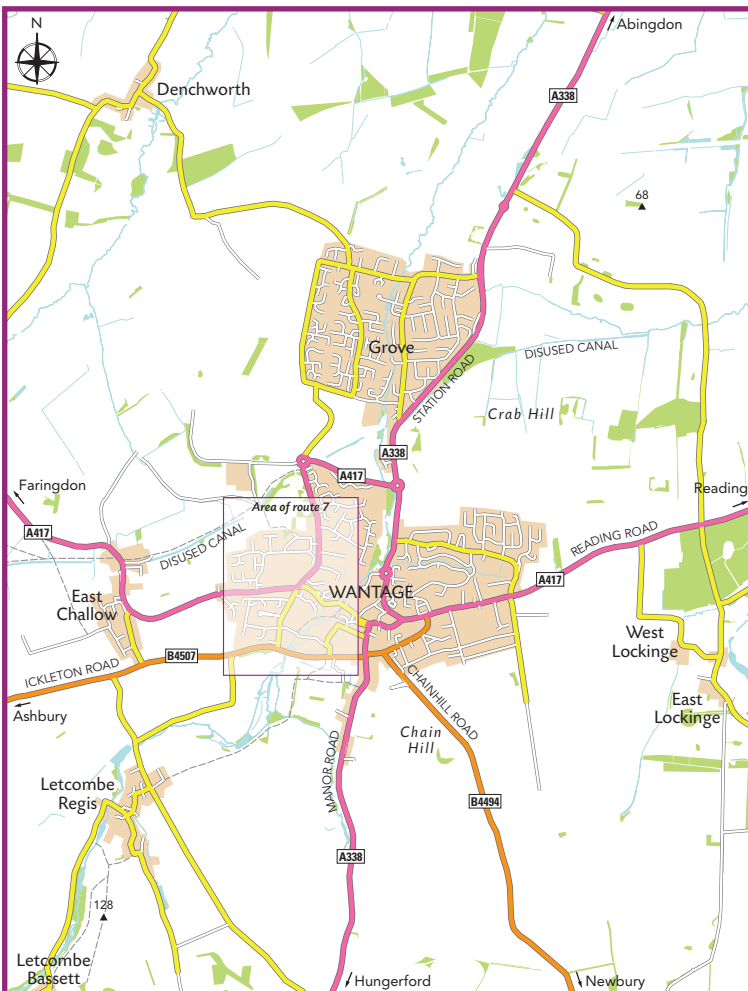 N
Abingdon
Denchworth
A338
68
Grove
STATION ROAD
DISUSED CANAL
Crab Hill
A338
A417
Faringdon
Reading
Area of route 7
A417
DISUSED CANAL
READING ROAD
A417
East
Challow
WANTAGE
West
Lockinge
B4507
ICKLETON ROAD
CHAINHILL ROAD
East
Lockinge
Ashbury
Chain
Hill
MANOR ROAD
Letcombe
Regis
B4494
A338
128
Letcombe
Bassett
Hungerford
Newbury